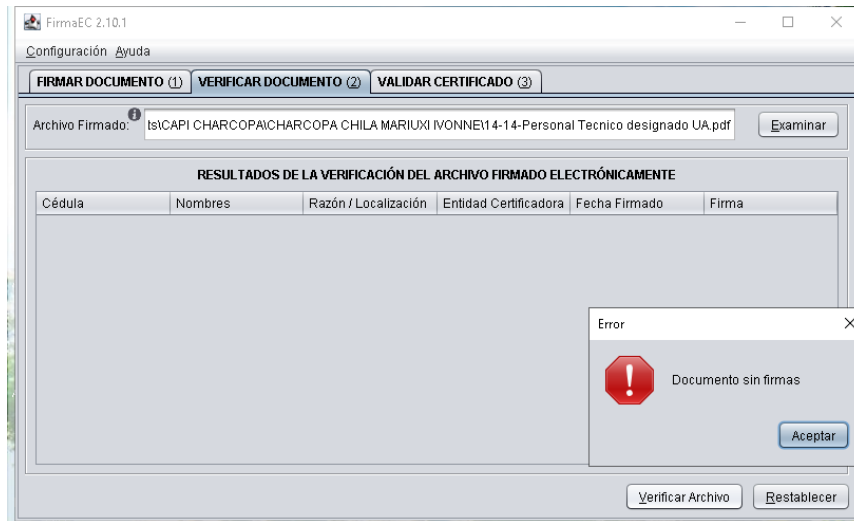 FirmaEC 2.10.1
Configuración Ayuda
FIRMAR DOCUMENTO (1) VERIFICAR DOCUMENTO (2) VALIDAR CERTIFICADO (3)
Archivo Firmado: ts\CAPI CHARCOPA\CHARCOPA CHILA MARIUXI IVONNE\14-14-Personal Tecnico designado UA.pdf Examinar
RESULTADOS DE LA VERIFICACIÓN DEL ARCHIVO FIRMADO ELECTRÓNICAMENTE
Cédula Nombres Razón / Localización Entidad Certificadora Fecha Firmado Firma
Error
Documento sin firmas
Aceptar
Verificar Archivo Restablecer